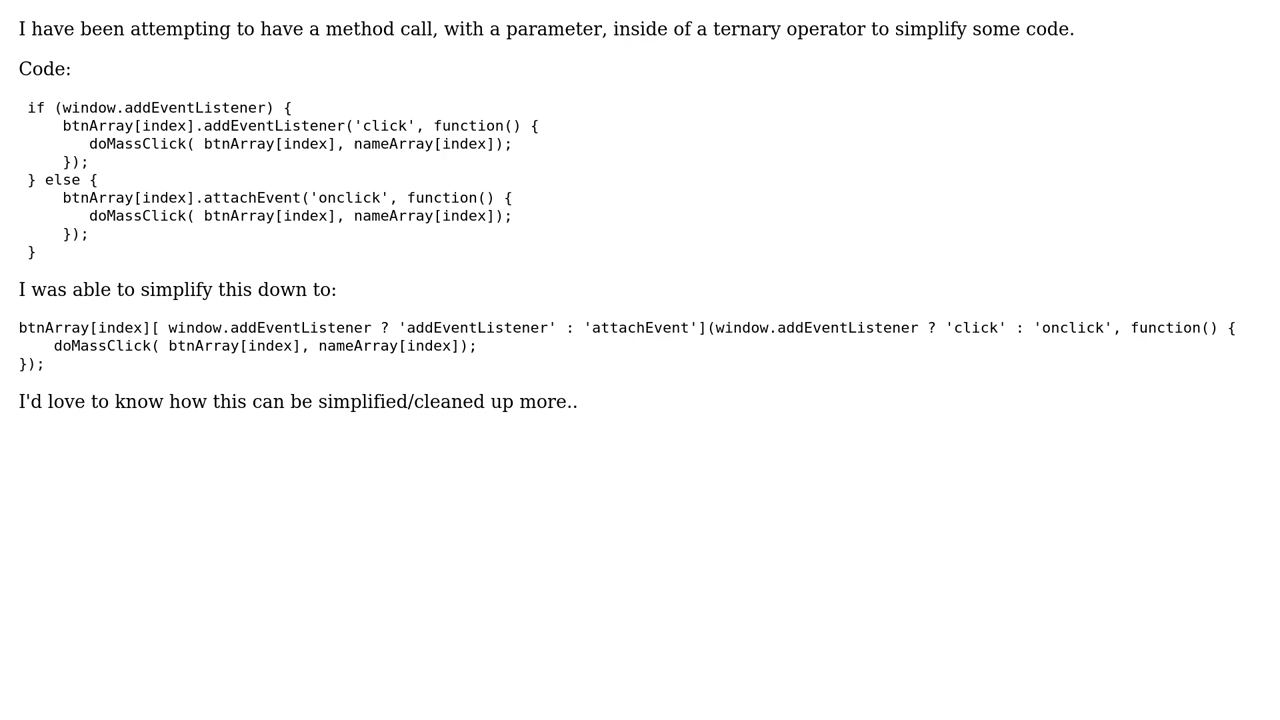 I have been attempting to have a method call, with a parameter, inside of a ternary operator to simplify some code.
Code:
if (window.addEventListener) {
    btnArray[index].addEventListener('click', function() {
       doMassClick( btnArray[index], nameArray[index]);
    });
} else {
    btnArray[index].attachEvent('onclick', function() {
       doMassClick( btnArray[index], nameArray[index]);
    });
}
I was able to simplify this down to:
btnArray[index][ window.addEventListener ? 'addEventListener' : 'attachEvent'](window.addEventListener ? 'click' : 'onclick', function() {
    doMassClick( btnArray[index], nameArray[index]);
});
I'd love to know how this can be simplified/cleaned up more..